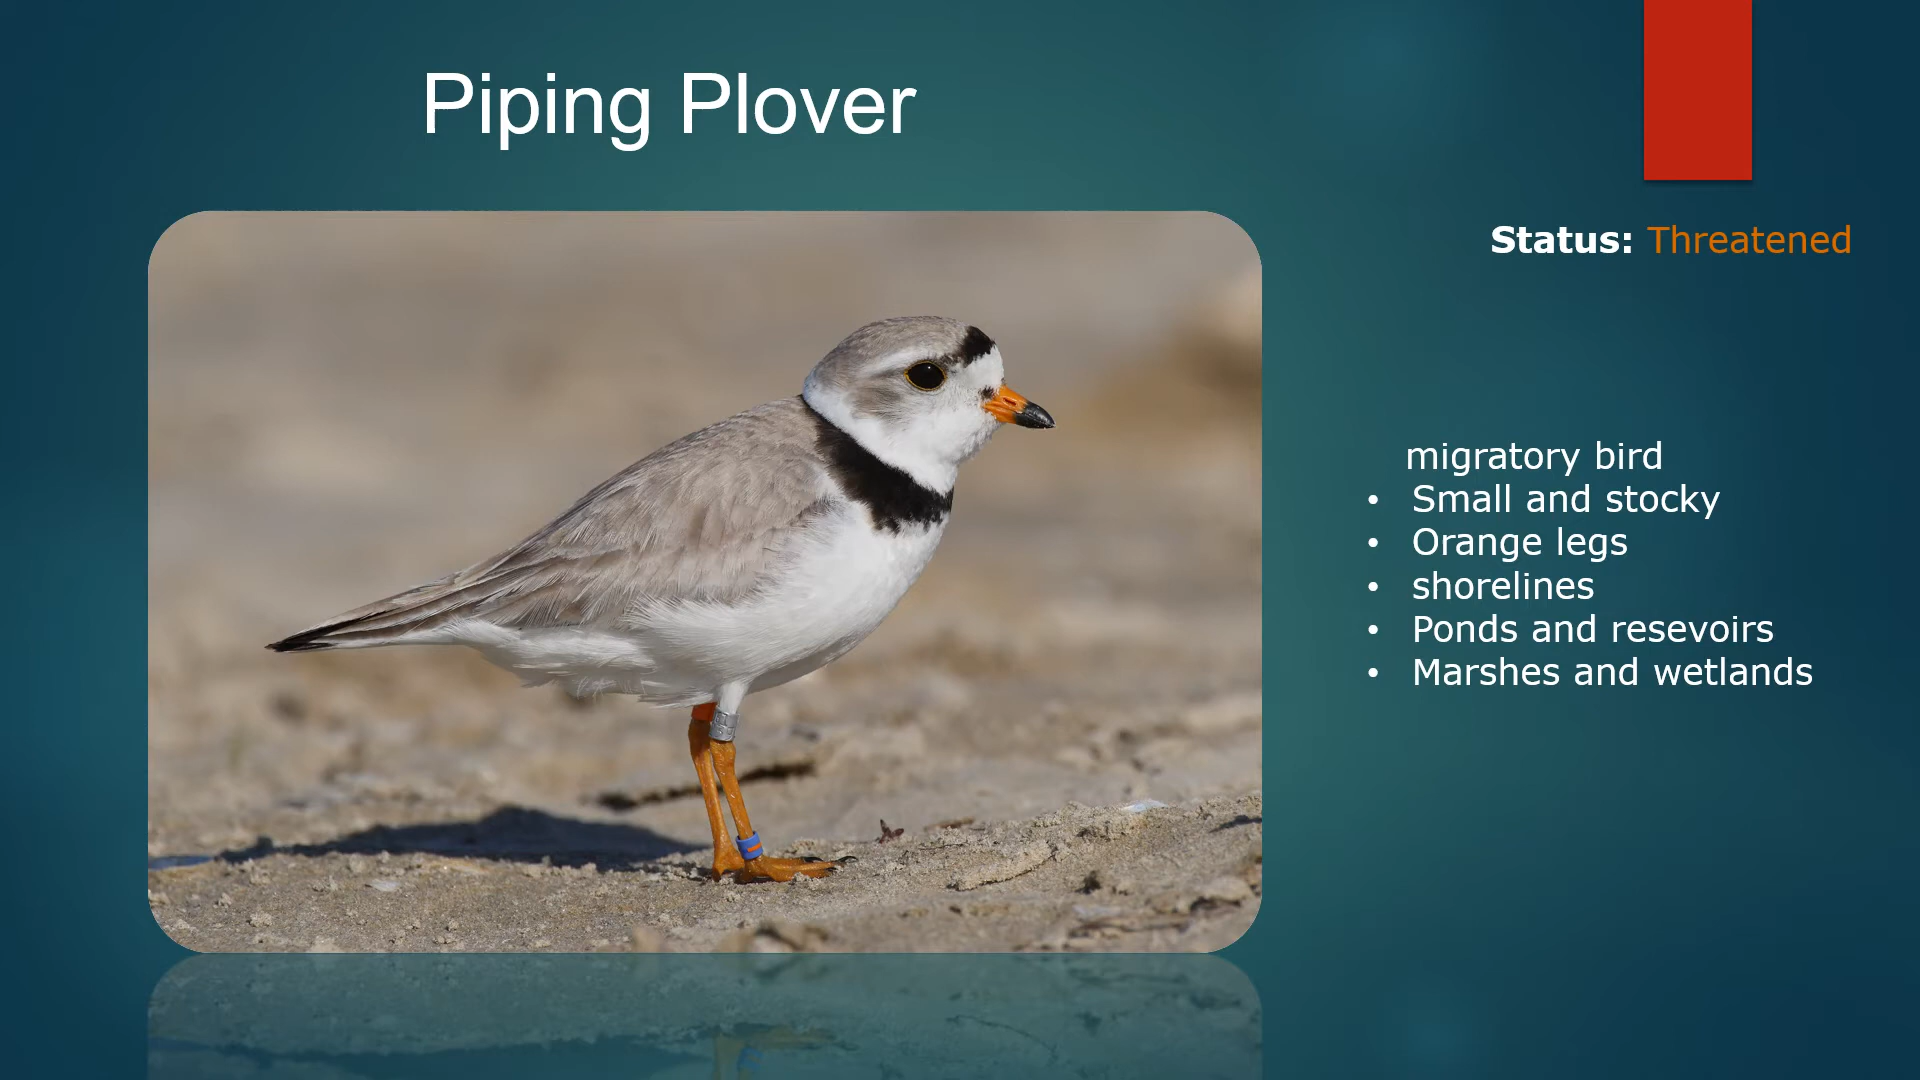 Piping Plover
Status: Threatened
migratory bird
• Small and stocky
• Orange legs
• shorelines
• Ponds and resevoirs
• Marshes and wetlands